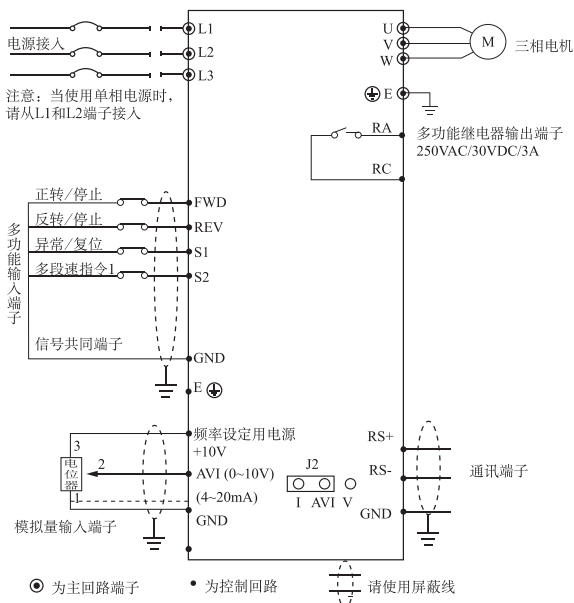 电源接入
L1
L2
L3
注意：当使用单相电源时，
请从L1和L2端子接入
U
V
W
M
三相电机
E
RA
RC
多功能继电器输出端子
250VAC/30VDC/3A
多功能输入端子
正转/停止
FWD
反转/停止
REV
异常/复位
S1
多段速指令1
S2
信号共同端子
GND
E
频率设定用电源
+10V
3
电位器
2
1
AVI (0~10V)
(4~20mA)
GND
模拟量输入端子
J2
I AVI V
RS+
RS-
GND
通讯端子
为主回路端子
为控制回路
请使用屏蔽线